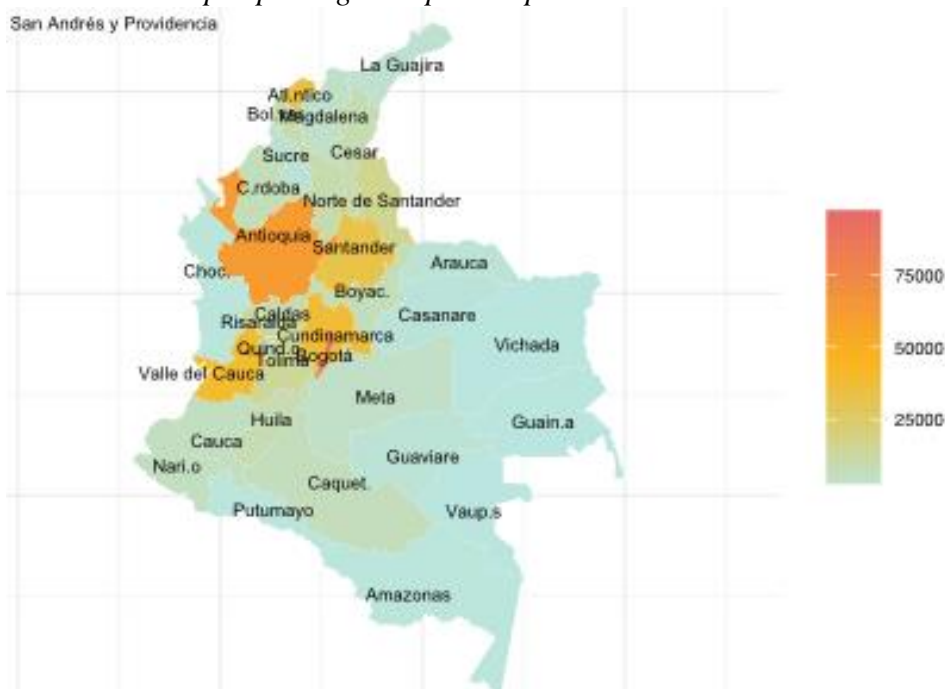 San Andrés y Providencia
La Guajira
Atl.ntico
Magdalena
Sucre
Cesar
C.rdoba
Norte de Santander
Antioquia
Santander
Choc.
Arauca
Boyac.
Caldas
Casanare
Risaralda
Cundinamarca
Vichada
Bogotá
Tolima
Valle del Cauca
75000
50000
25000
Meta
Huila
Guain.a
Cauca
Guaviare
Nari.o
Caquet.
Putumayo
Vaup.s
Amazonas